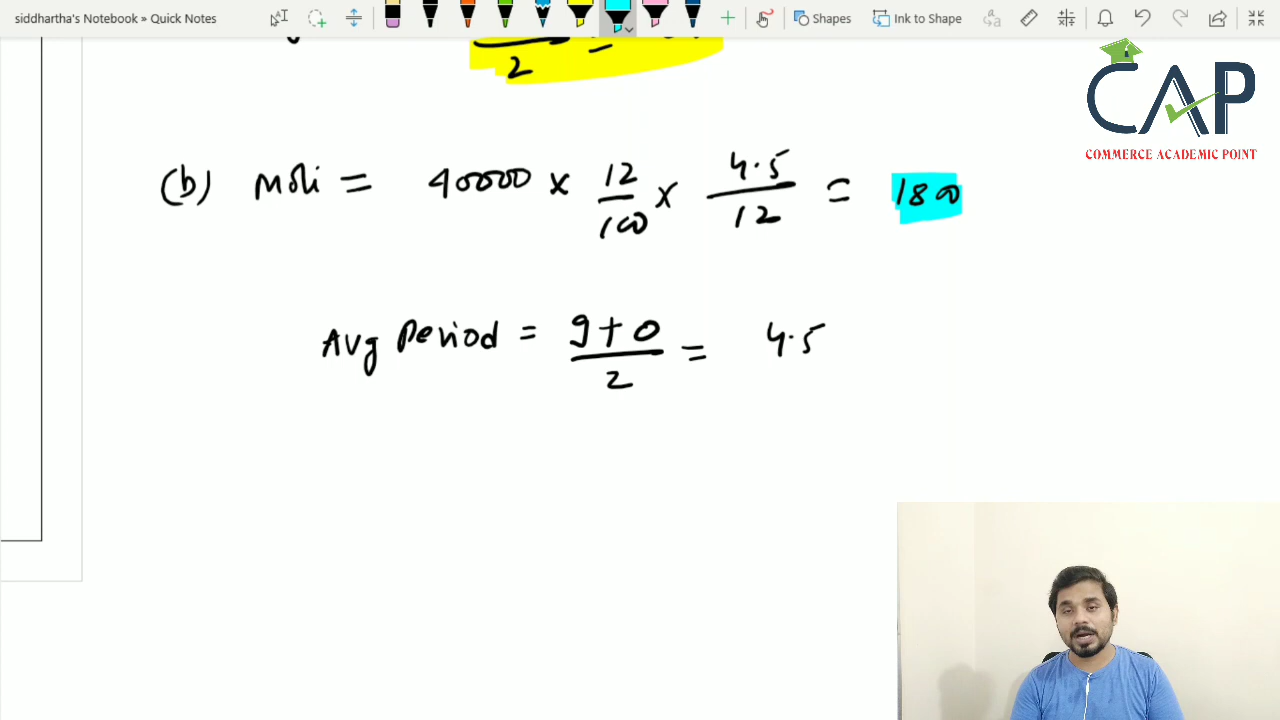 siddhartha's Notebook » Quick Notes
Shapes
Ink to Shape
2
CAP
COMMERCE ACADEMIC POINT
(b) Moli = 40000 × 12/100 × 4.5/12 = 1800
Avg Period = 9+0/2 = 4.5